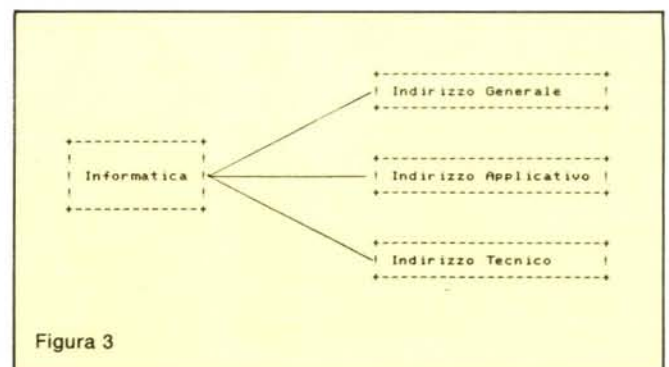 Indirizzo Generale
Informatica
Indirizzo Applicativo
Indirizzo Tecnico
Figura 3